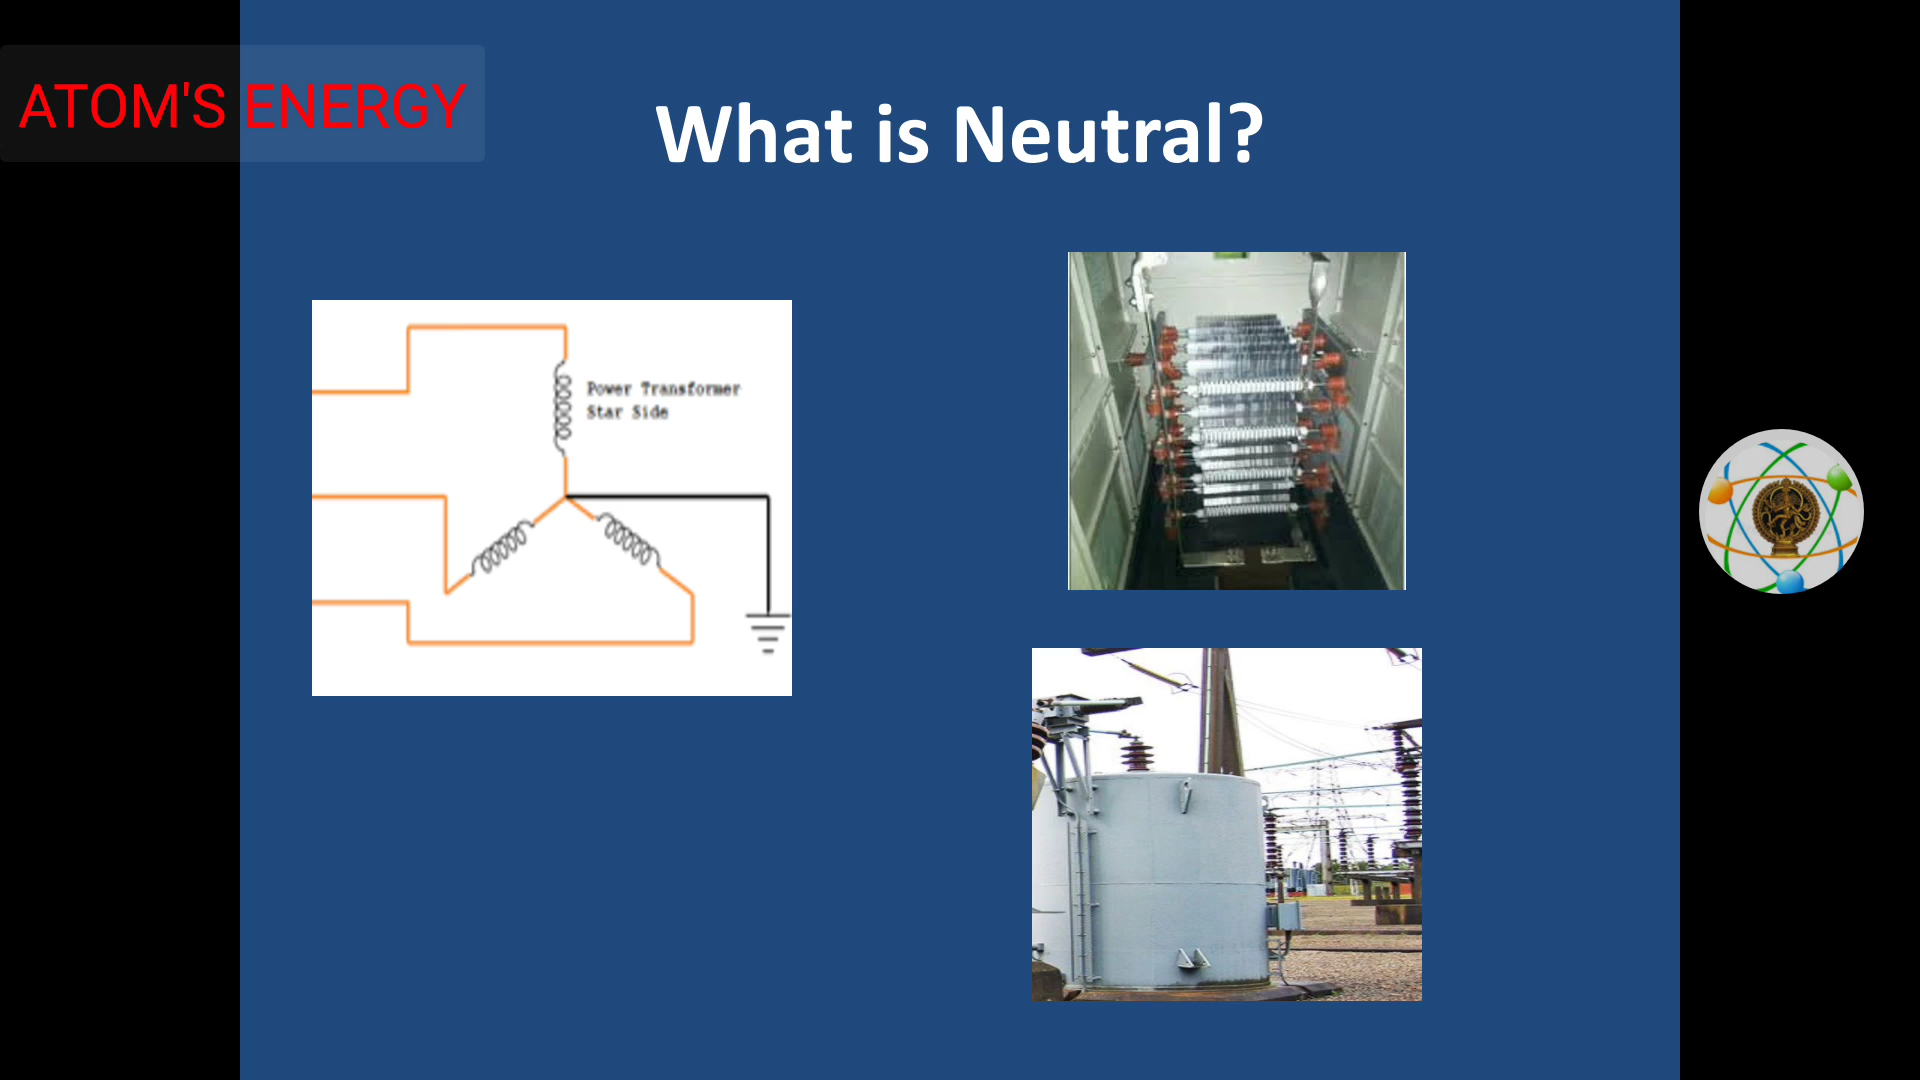 ATOM'S ENERGY
What is Neutral?
Power Transformer
Star Side